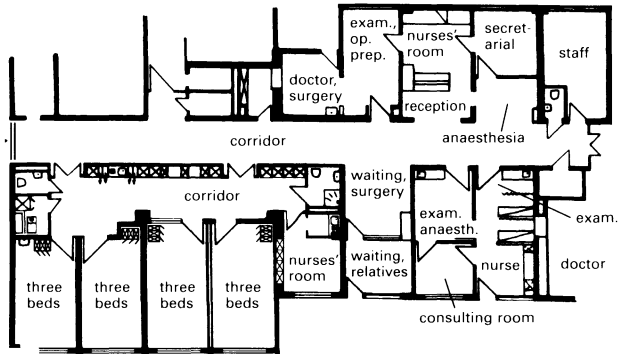 exam.,
op.
prep.
nurses'
room
secret-
arial
staff
doctor,
surgery
reception
corridor
anaesthesia
corridor
waiting,
surgery
exam.
anaesth.
exam.
nurses'
room
waiting,
relatives
nurse
doctor
three
beds
three
beds
three
beds
three
beds
consulting room